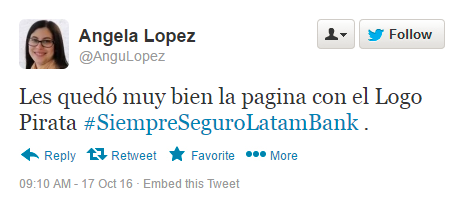 Angela Lopez
@AnguLopez
Follow
Les quedó muy bien la pagina con el Logo
Pirata #SiempreSeguroLatamBank .
Reply Retweet Favorite More
09:10 AM - 17 Oct 16 · Embed this Tweet